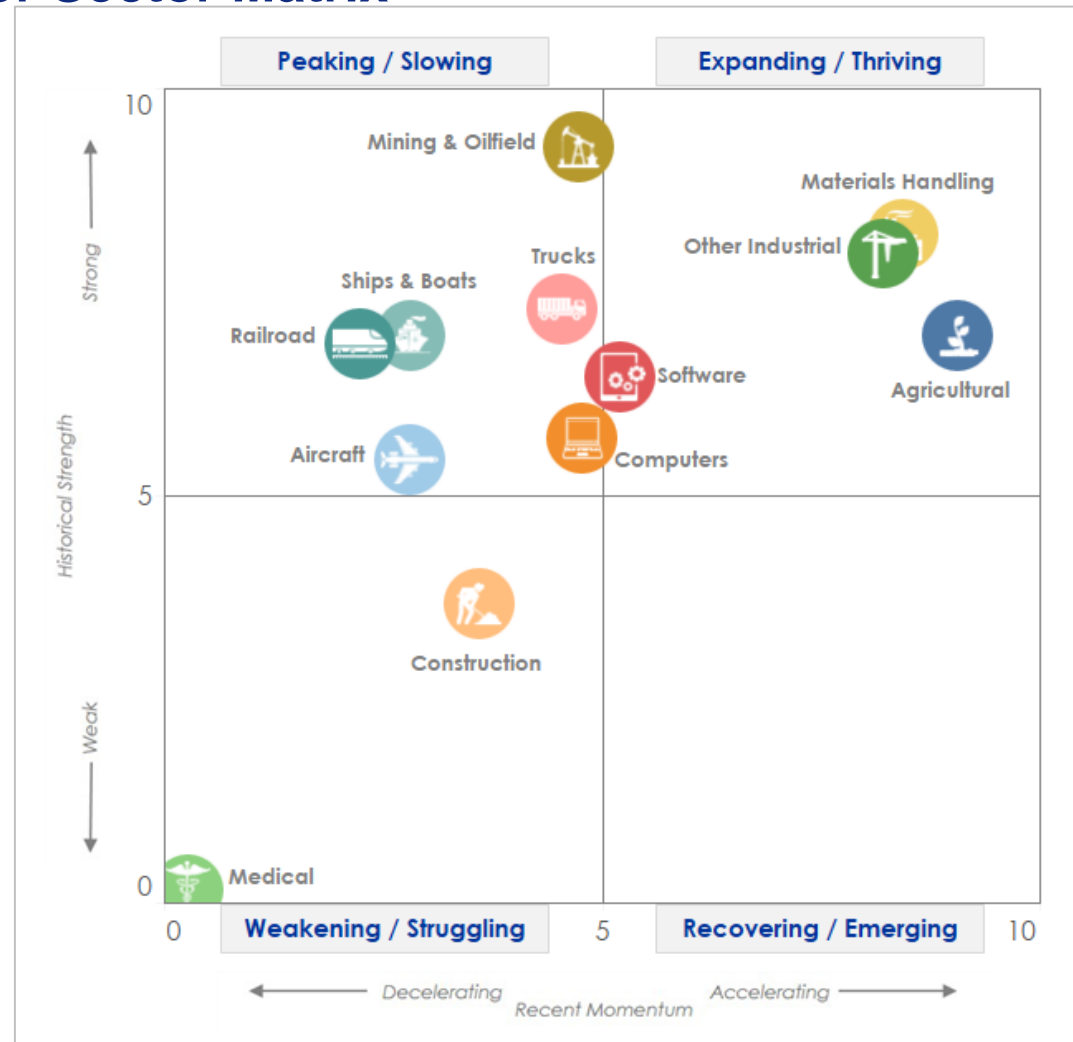 Sector Matrix
Peaking / Slowing
Expanding / Thriving
10
Mining & Oilfield
Materials Handling
Other Industrial
Trucks
Strong
Ships & Boats
Railroad
Software
Agricultural
Aircraft
Computers
Historical Strength
5
Construction
Weak
Medical
0
0
Weakening / Struggling
5
Recovering / Emerging
10
Decelerating
Accelerating
Recent Momentum